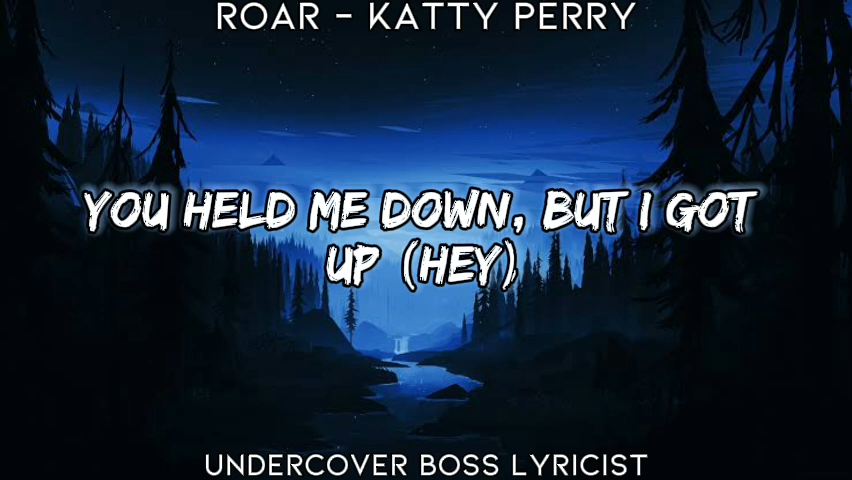 ROAR - KATTY PERRY
YOU HELD ME DOWN, BUT I GOT
UP (HEY)
UNDERCOVER BOSS LYRICIST